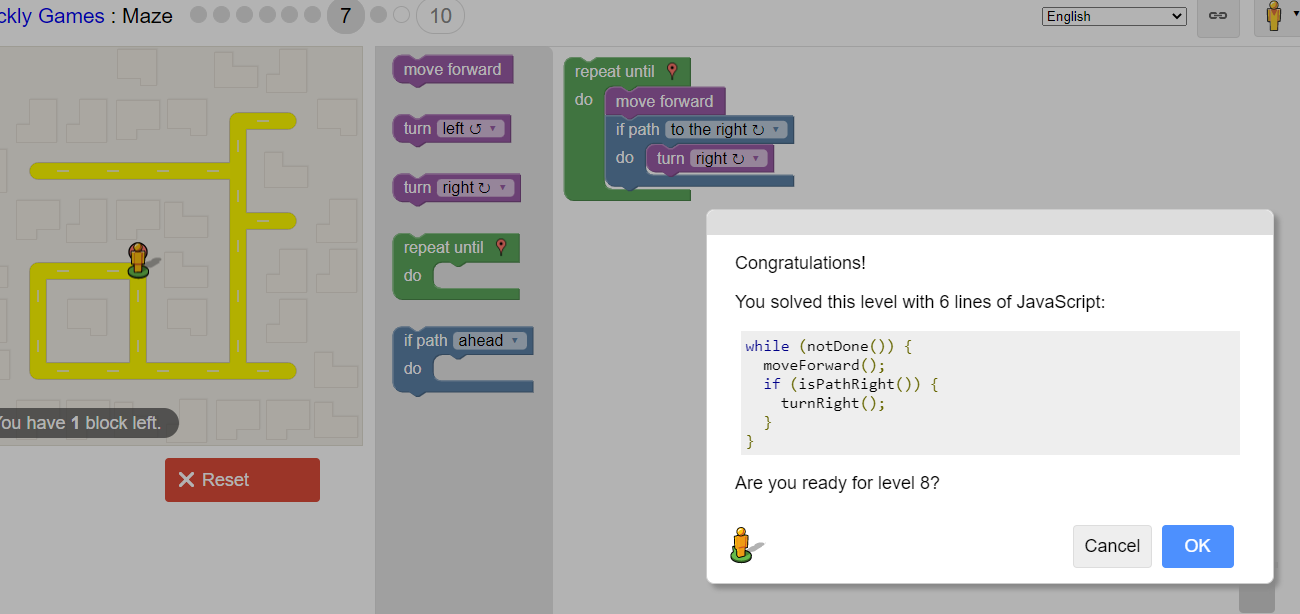 ckly Games : Maze
7
10
English
move forward
turn left ↺ ▼
turn right ↻ ▼
repeat until
do
if path ahead ▼
do
repeat until
do
move forward
if path to the right ↻ ▼
do
turn right ↻ ▼
You have 1 block left.
Reset
Congratulations!
You solved this level with 6 lines of JavaScript:
while (notDone()) {
moveForward();
if (isPathRight()) {
turnRight();
}
}
Are you ready for level 8?
Cancel
OK